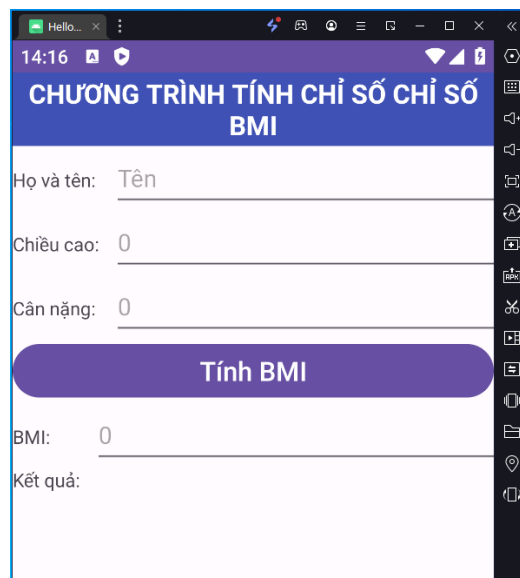 Hello...
14:16
CHƯƠNG TRÌNH TÍNH CHỈ SỐ CHỈ SỐ
BMI
Họ và tên: Tên
Chiều cao: 0
Cân nặng: 0
Tính BMI
BMI: 0
Kết quả: